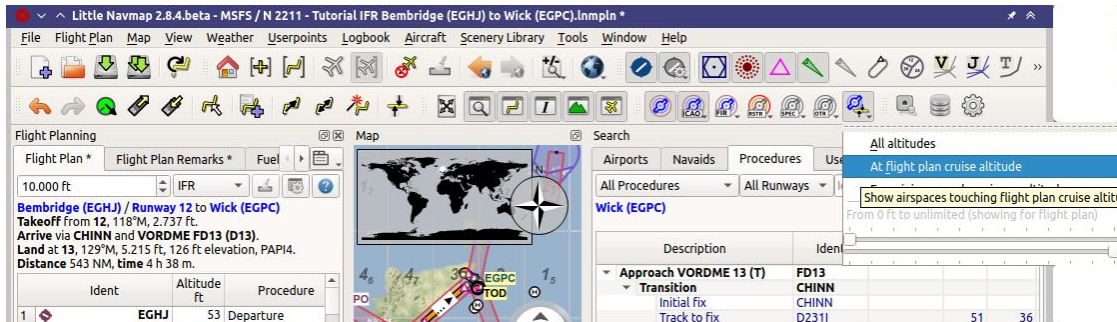 Little Navmap 2.8.4.beta - MSFS / N 2211 - Tutorial IFR Bembridge (EGHJ) to Wick (EGPC).lnmpln *
File Flight Plan Map View Weather Userpoints Logbook Aircraft Scenery Library Tools Window Help
ICAO FIR RSTR SPEC OTR
Flight Planning
Flight Plan * Flight Plan Remarks * Fuel
10.000 ft IFR
Bembridge (EGHJ) / Runway 12 to Wick (EGPC)
Takeoff from 12, 118°M, 2.737 ft.
Arrive via CHINN and VORDME FD13 (D13).
Land at 13, 129°M, 5.215 ft, 126 ft elevation, PAPI4.
Distance 543 NM, time 4 h 38 m.
Ident Altitude ft Procedure
1 EGHJ 53 Departure
Map
N
EGPC
TOD
PO
Search
Airports Navaids Procedures
All Procedures All Runways
Wick (EGPC)
Description
Approach VORDME 13 (T) FD13
Transition CHINN
Initial fix CHINN
Track to fix D231I 51 36
All altitudes
At flight plan cruise altitude
Show airspaces touching flight plan cruise
From 0 ft to unlimited (showing for flight plan)